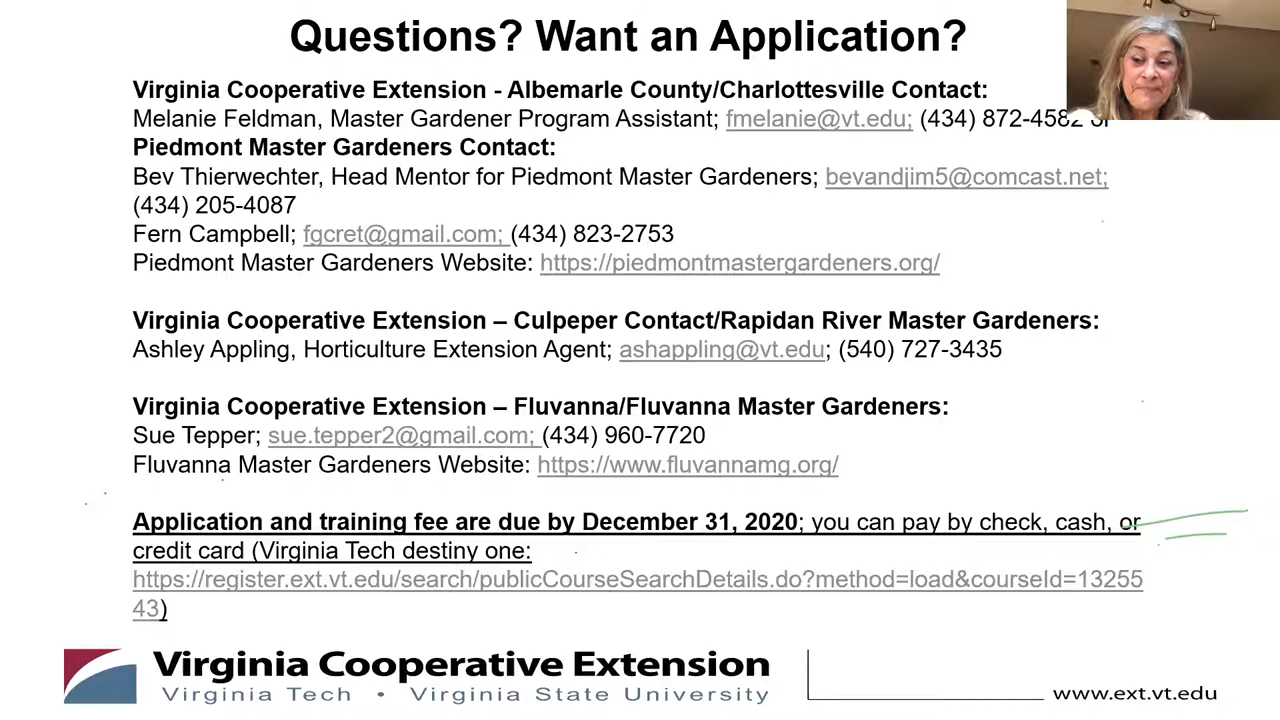 Questions? Want an Application?
Virginia Cooperative Extension - Albemarle County/Charlottesville Contact:
Melanie Feldman, Master Gardener Program Assistant; fmelanie@vt.edu; (434) 872-4582 or
Piedmont Master Gardeners Contact:
Bev Thierwechter, Head Mentor for Piedmont Master Gardeners; bevandjim5@comcast.net;
(434) 205-4087
Fern Campbell; fgcret@gmail.com; (434) 823-2753
Piedmont Master Gardeners Website: https://piedmontmastergardeners.org/
Virginia Cooperative Extension – Culpeper Contact/Rapidan River Master Gardeners:
Ashley Appling, Horticulture Extension Agent; ashappling@vt.edu; (540) 727-3435
Virginia Cooperative Extension – Fluvanna/Fluvanna Master Gardeners:
Sue Tepper; sue.tepper2@gmail.com; (434) 960-7720
Fluvanna Master Gardeners Website: https://www.fluvannamg.org/
Application and training fee are due by December 31, 2020; you can pay by check, cash, or
credit card (Virginia Tech destiny one:
https://register.ext.vt.edu/search/publicCourseSearchDetails.do?method=load&courseId=13255
43)
Virginia Cooperative Extension
Virginia Tech • Virginia State University
www.ext.vt.edu